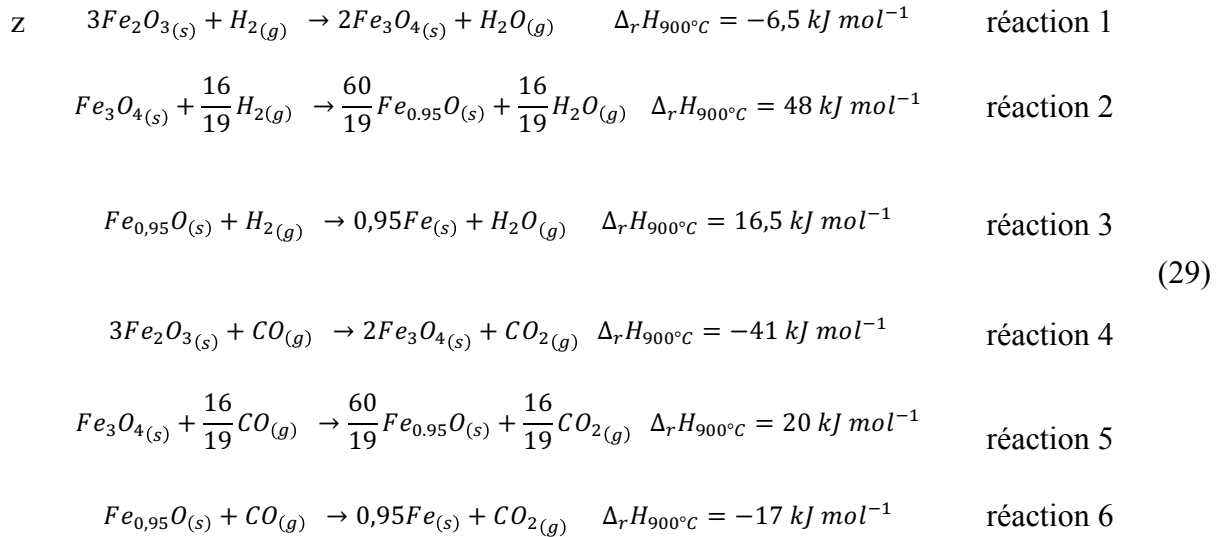 z 3Fe₂O₃₍ₛ₎ + H₂₍g₎ → 2Fe₃O₄₍ₛ₎ + H₂O₍g₎ ΔᵣH₉₀₀°C = −6,5 kJ mol⁻¹ réaction 1
Fe₃O₄₍ₛ₎ + 16/19 H₂₍g₎ → 60/19 Fe₀.₉₅O₍ₛ₎ + 16/19 H₂O₍g₎ ΔᵣH₉₀₀°C = 48 kJ mol⁻¹ réaction 2
Fe₀,₉₅O₍ₛ₎ + H₂₍g₎ → 0,95Fe₍ₛ₎ + H₂O₍g₎ ΔᵣH₉₀₀°C = 16,5 kJ mol⁻¹ réaction 3
(29)
3Fe₂O₃₍ₛ₎ + CO₍g₎ → 2Fe₃O₄₍ₛ₎ + CO₂₍g₎ ΔᵣH₉₀₀°C = −41 kJ mol⁻¹ réaction 4
Fe₃O₄₍ₛ₎ + 16/19 CO₍g₎ → 60/19 Fe₀.₉₅O₍ₛ₎ + 16/19 CO₂₍g₎ ΔᵣH₉₀₀°C = 20 kJ mol⁻¹ réaction 5
Fe₀,₉₅O₍ₛ₎ + CO₍g₎ → 0,95Fe₍ₛ₎ + CO₂₍g₎ ΔᵣH₉₀₀°C = −17 kJ mol⁻¹ réaction 6